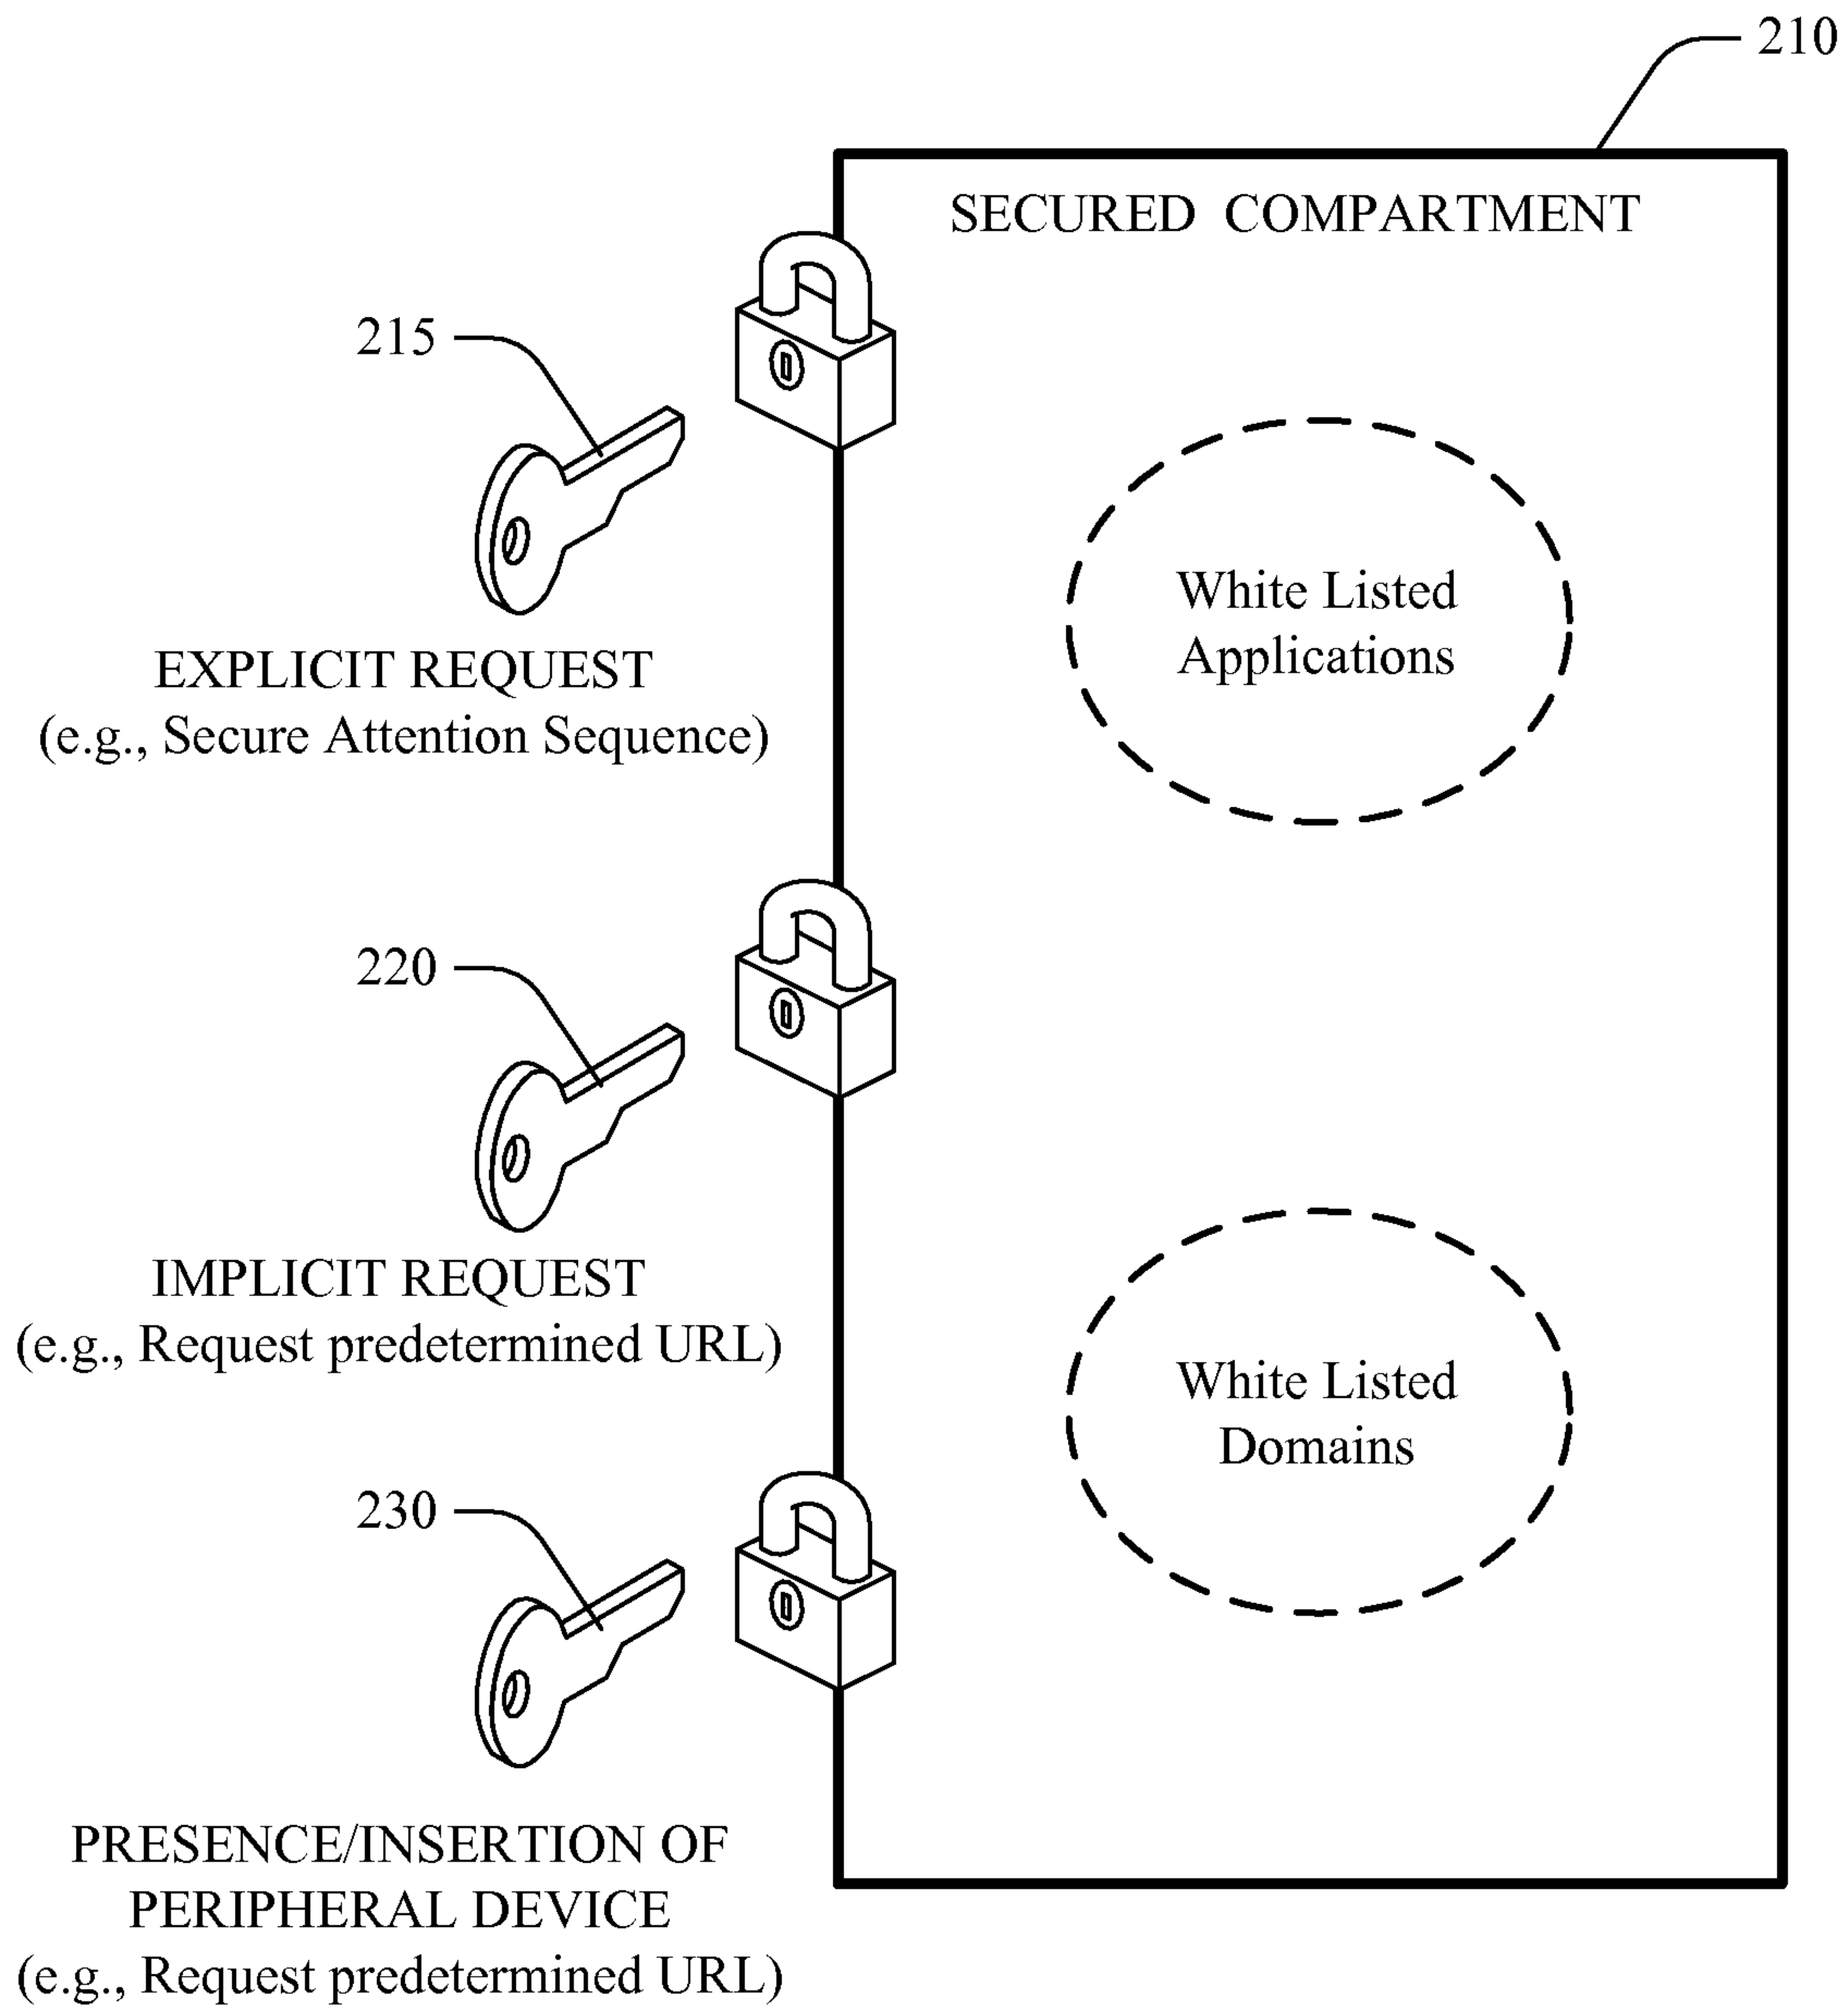 210
SECURED COMPARTMENT
215
EXPLICIT REQUEST
(e.g., Secure Attention Sequence)
White Listed
Applications
220
IMPLICIT REQUEST
(e.g., Request predetermined URL)
White Listed
Domains
230
PRESENCE/INSERTION OF
PERIPHERAL DEVICE
(e.g., Request predetermined URL)